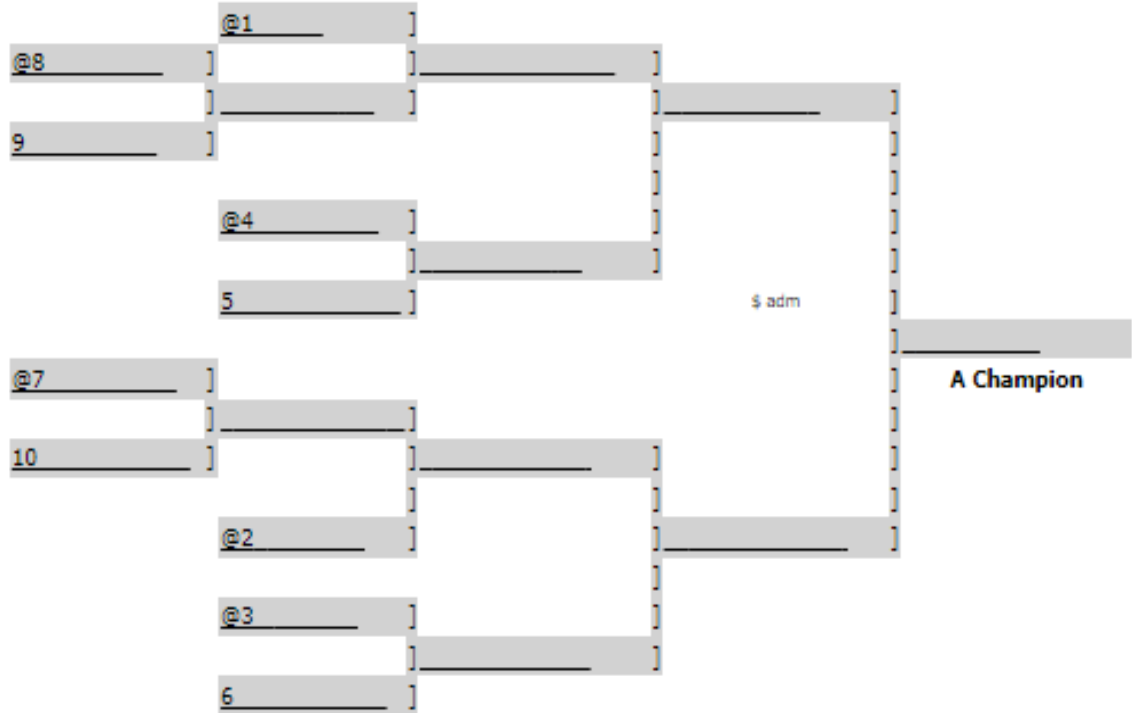 @1 ]
@8 ] ] ]
] ] ] ]
9 ] ] ]
] ]
@4 ] ] ]
] ] ]
5 ] $ adm ]
]
@7 ] A Champion ]
] ] ]
10 ] ] ] ]
] ] ]
@2 ] ] ]
]
@3 ] ]
] ]
6 ]